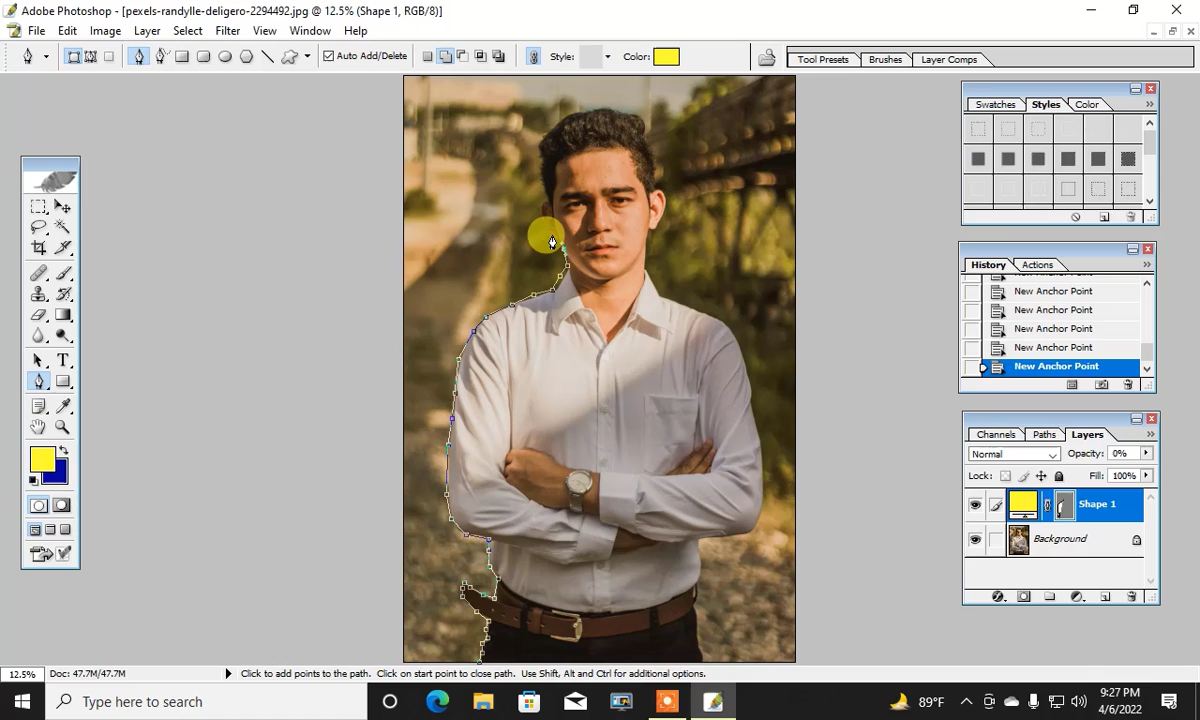 Adobe Photoshop - [pexels-randylle-deligero-2294492.jpg @ 12.5% (Shape 1, RGB/8)]
File Edit Image Layer Select Filter View Window Help
Auto Add/Delete Style: Color: Tool Presets Brushes Layer Comps
Swatches Styles Color
History Actions
New Anchor Point
New Anchor Point
New Anchor Point
New Anchor Point
New Anchor Point
Channels Paths Layers
Normal Opacity: 0%
Lock: Fill: 100%
Shape 1
Background
T
12.5% Doc: 47.7M/47.7M Click to add points to the path. Click on start point to close path. Use Shift, Alt and Ctrl for additional options.
Type here to search 89°F 9:27 PM
4/6/2022